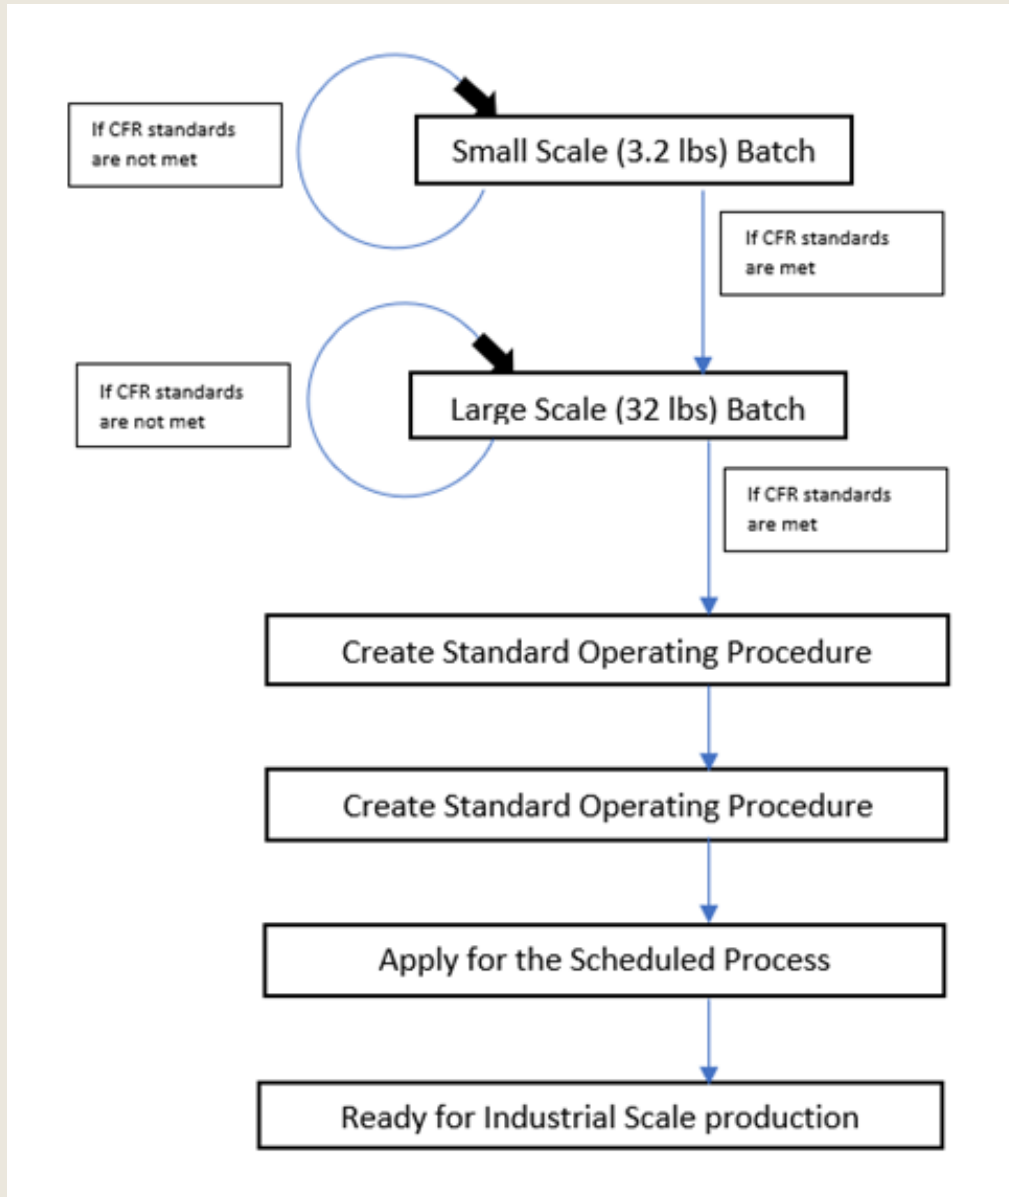 If CFR standards
are not met
Small Scale (3.2 lbs) Batch
If CFR standards
are met
If CFR standards
are not met
Large Scale (32 lbs) Batch
If CFR standards
are met
Create Standard Operating Procedure
Create Standard Operating Procedure
Apply for the Scheduled Process
Ready for Industrial Scale production